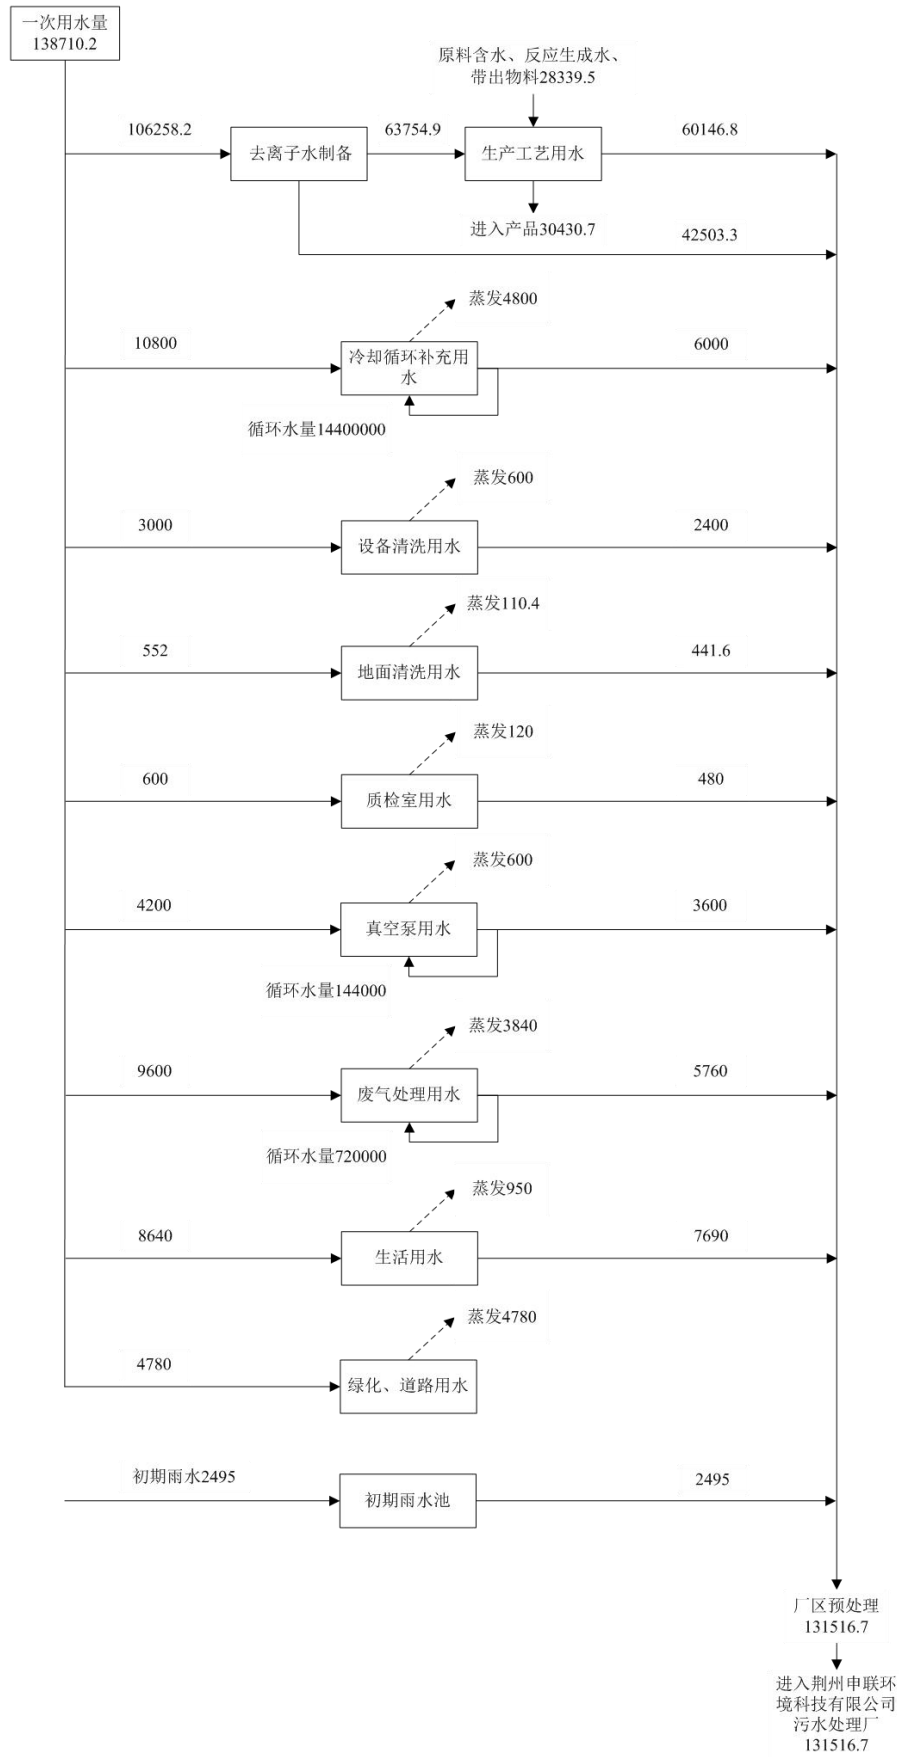 一次用水量
138710.2
原料含水、反应生成水、
带出物料28339.5
106258.2
去离子水制备
63754.9
生产工艺用水
60146.8
进入产品30430.7
42503.3
蒸发4800
10800
冷却循环补充用
水
6000
循环水量14400000
蒸发600
3000
设备清洗用水
2400
蒸发110.4
552
地面清洗用水
441.6
蒸发120
600
质检室用水
480
蒸发600
4200
真空泵用水
3600
循环水量144000
蒸发3840
9600
废气处理用水
5760
循环水量720000
蒸发950
8640
生活用水
7690
蒸发4780
4780
绿化、道路用水
初期雨水2495
初期雨水池
2495
厂区预处理
131516.7
进入荆州申联环
境科技有限公司
污水处理厂
131516.7